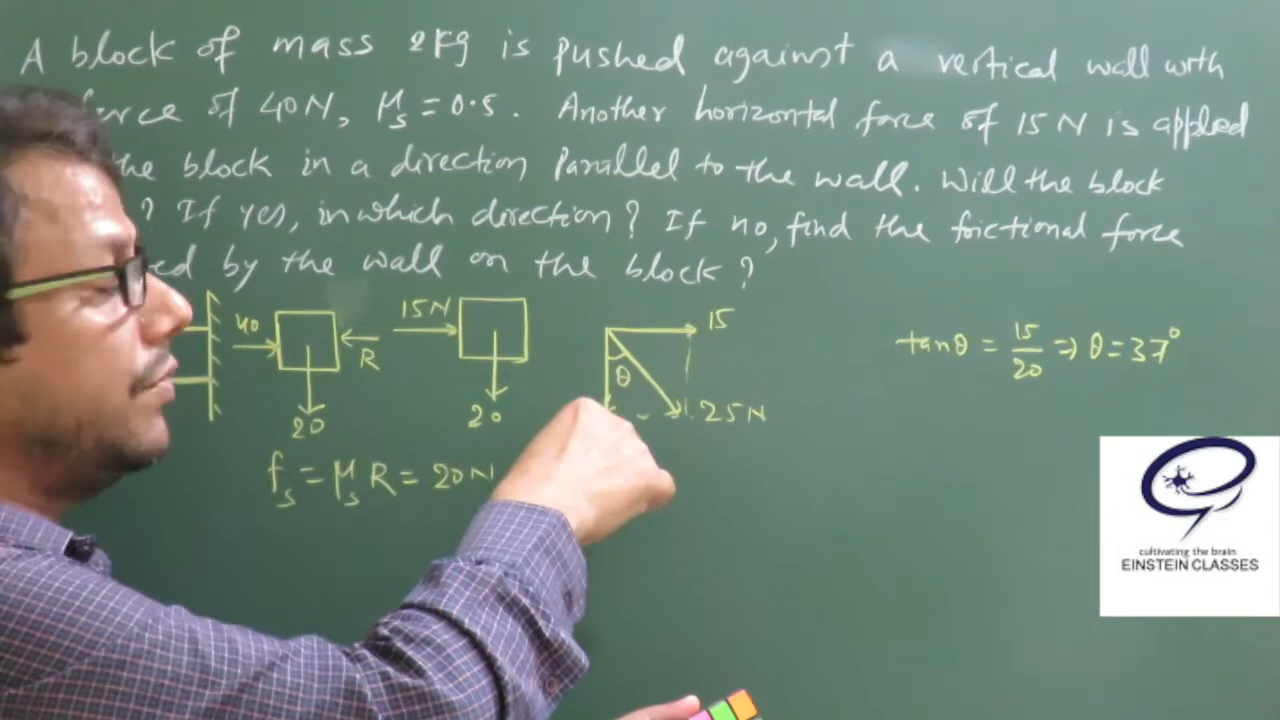 A block of mass 2Kg is pushed against a vertical wall with
force of 40N, μs = 0.5. Another horizontal force of 15N is applied
the block in a direction Parallel to the wall. Will the block
? If yes, in which direction? If no, find the frictional force
by the wall on the block?
40
R
20
15N
20
15
θ
25N
tanθ = 15/20 ⇒ θ = 37°
fs = μs R = 20N
cultivating the brain
EINSTEIN CLASSES